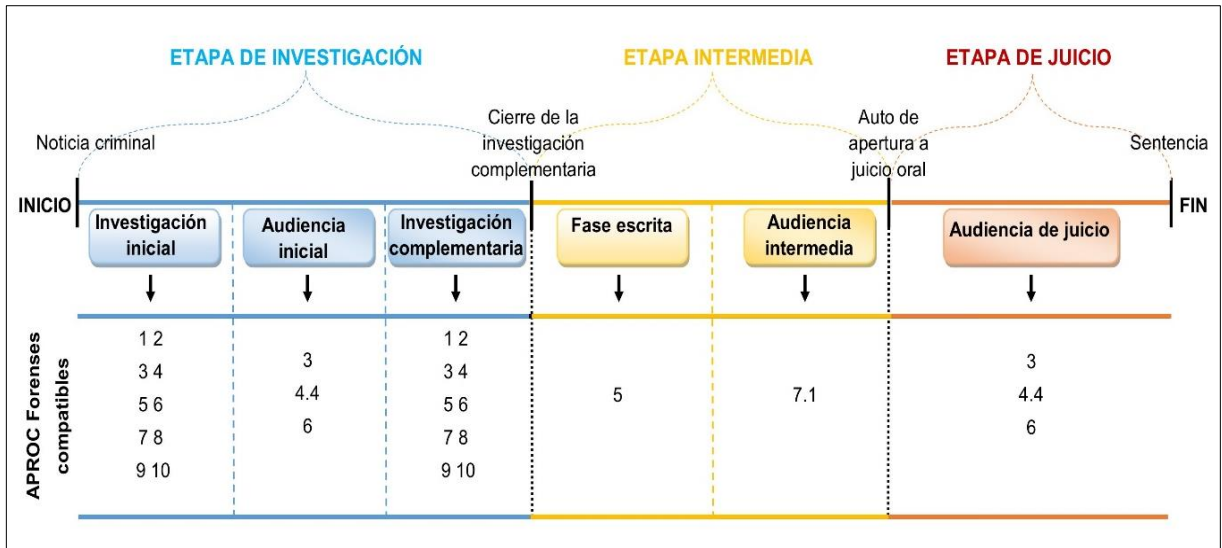 ETAPA DE INVESTIGACIÓN
ETAPA INTERMEDIA
ETAPA DE JUICIO
Noticia criminal
Cierre de la
investigación
complementaria
Auto de
apertura a
juicio oral
Sentencia
INICIO
FIN
Investigación
inicial
Audiencia
inicial
Investigación
complementaria
Fase escrita
Audiencia
intermedia
Audiencia de juicio
APROC Forenses
compatibles
1 2
3 4
5 6
7 8
9 10
3
4.4
6
1 2
3 4
5 6
7 8
9 10
5
7.1
3
4.4
6